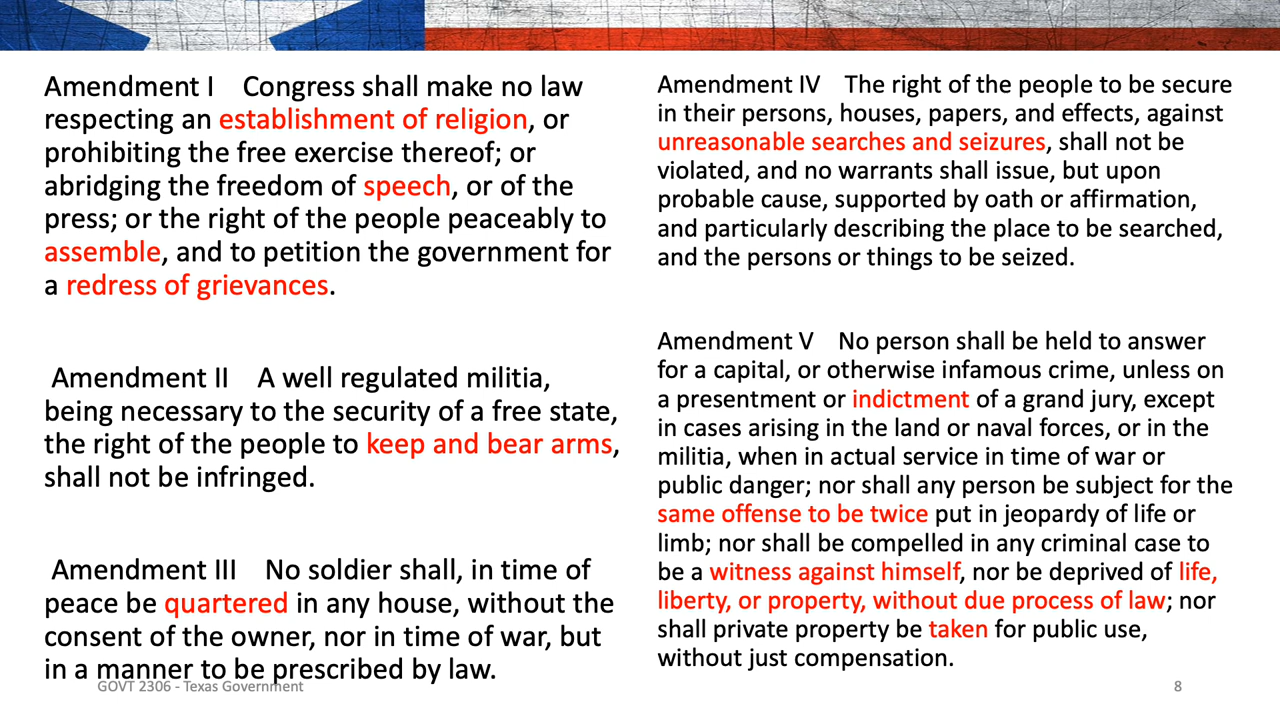 Amendment I    Congress shall make no law
respecting an establishment of religion, or
prohibiting the free exercise thereof; or
abridging the freedom of speech, or of the
press; or the right of the people peaceably to
assemble, and to petition the government for
a redress of grievances.
Amendment II    A well regulated militia,
being necessary to the security of a free state,
the right of the people to keep and bear arms,
shall not be infringed.
Amendment III    No soldier shall, in time of
peace be quartered in any house, without the
consent of the owner, nor in time of war, but
in a manner to be prescribed by law.
Amendment IV    The right of the people to be secure
in their persons, houses, papers, and effects, against
unreasonable searches and seizures, shall not be
violated, and no warrants shall issue, but upon
probable cause, supported by oath or affirmation,
and particularly describing the place to be searched,
and the persons or things to be seized.
Amendment V    No person shall be held to answer
for a capital, or otherwise infamous crime, unless on
a presentment or indictment of a grand jury, except
in cases arising in the land or naval forces, or in the
militia, when in actual service in time of war or
public danger; nor shall any person be subject for the
same offense to be twice put in jeopardy of life or
limb; nor shall be compelled in any criminal case to
be a witness against himself, nor be deprived of life,
liberty, or property, without due process of law; nor
shall private property be taken for public use,
without just compensation.
GOVT 2306 - Texas Government
8